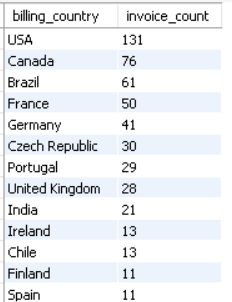 billing_country invoice_count
USA 131
Canada 76
Brazil 61
France 50
Germany 41
Czech Republic 30
Portugal 29
United Kingdom 28
India 21
Ireland 13
Chile 13
Finland 11
Spain 11